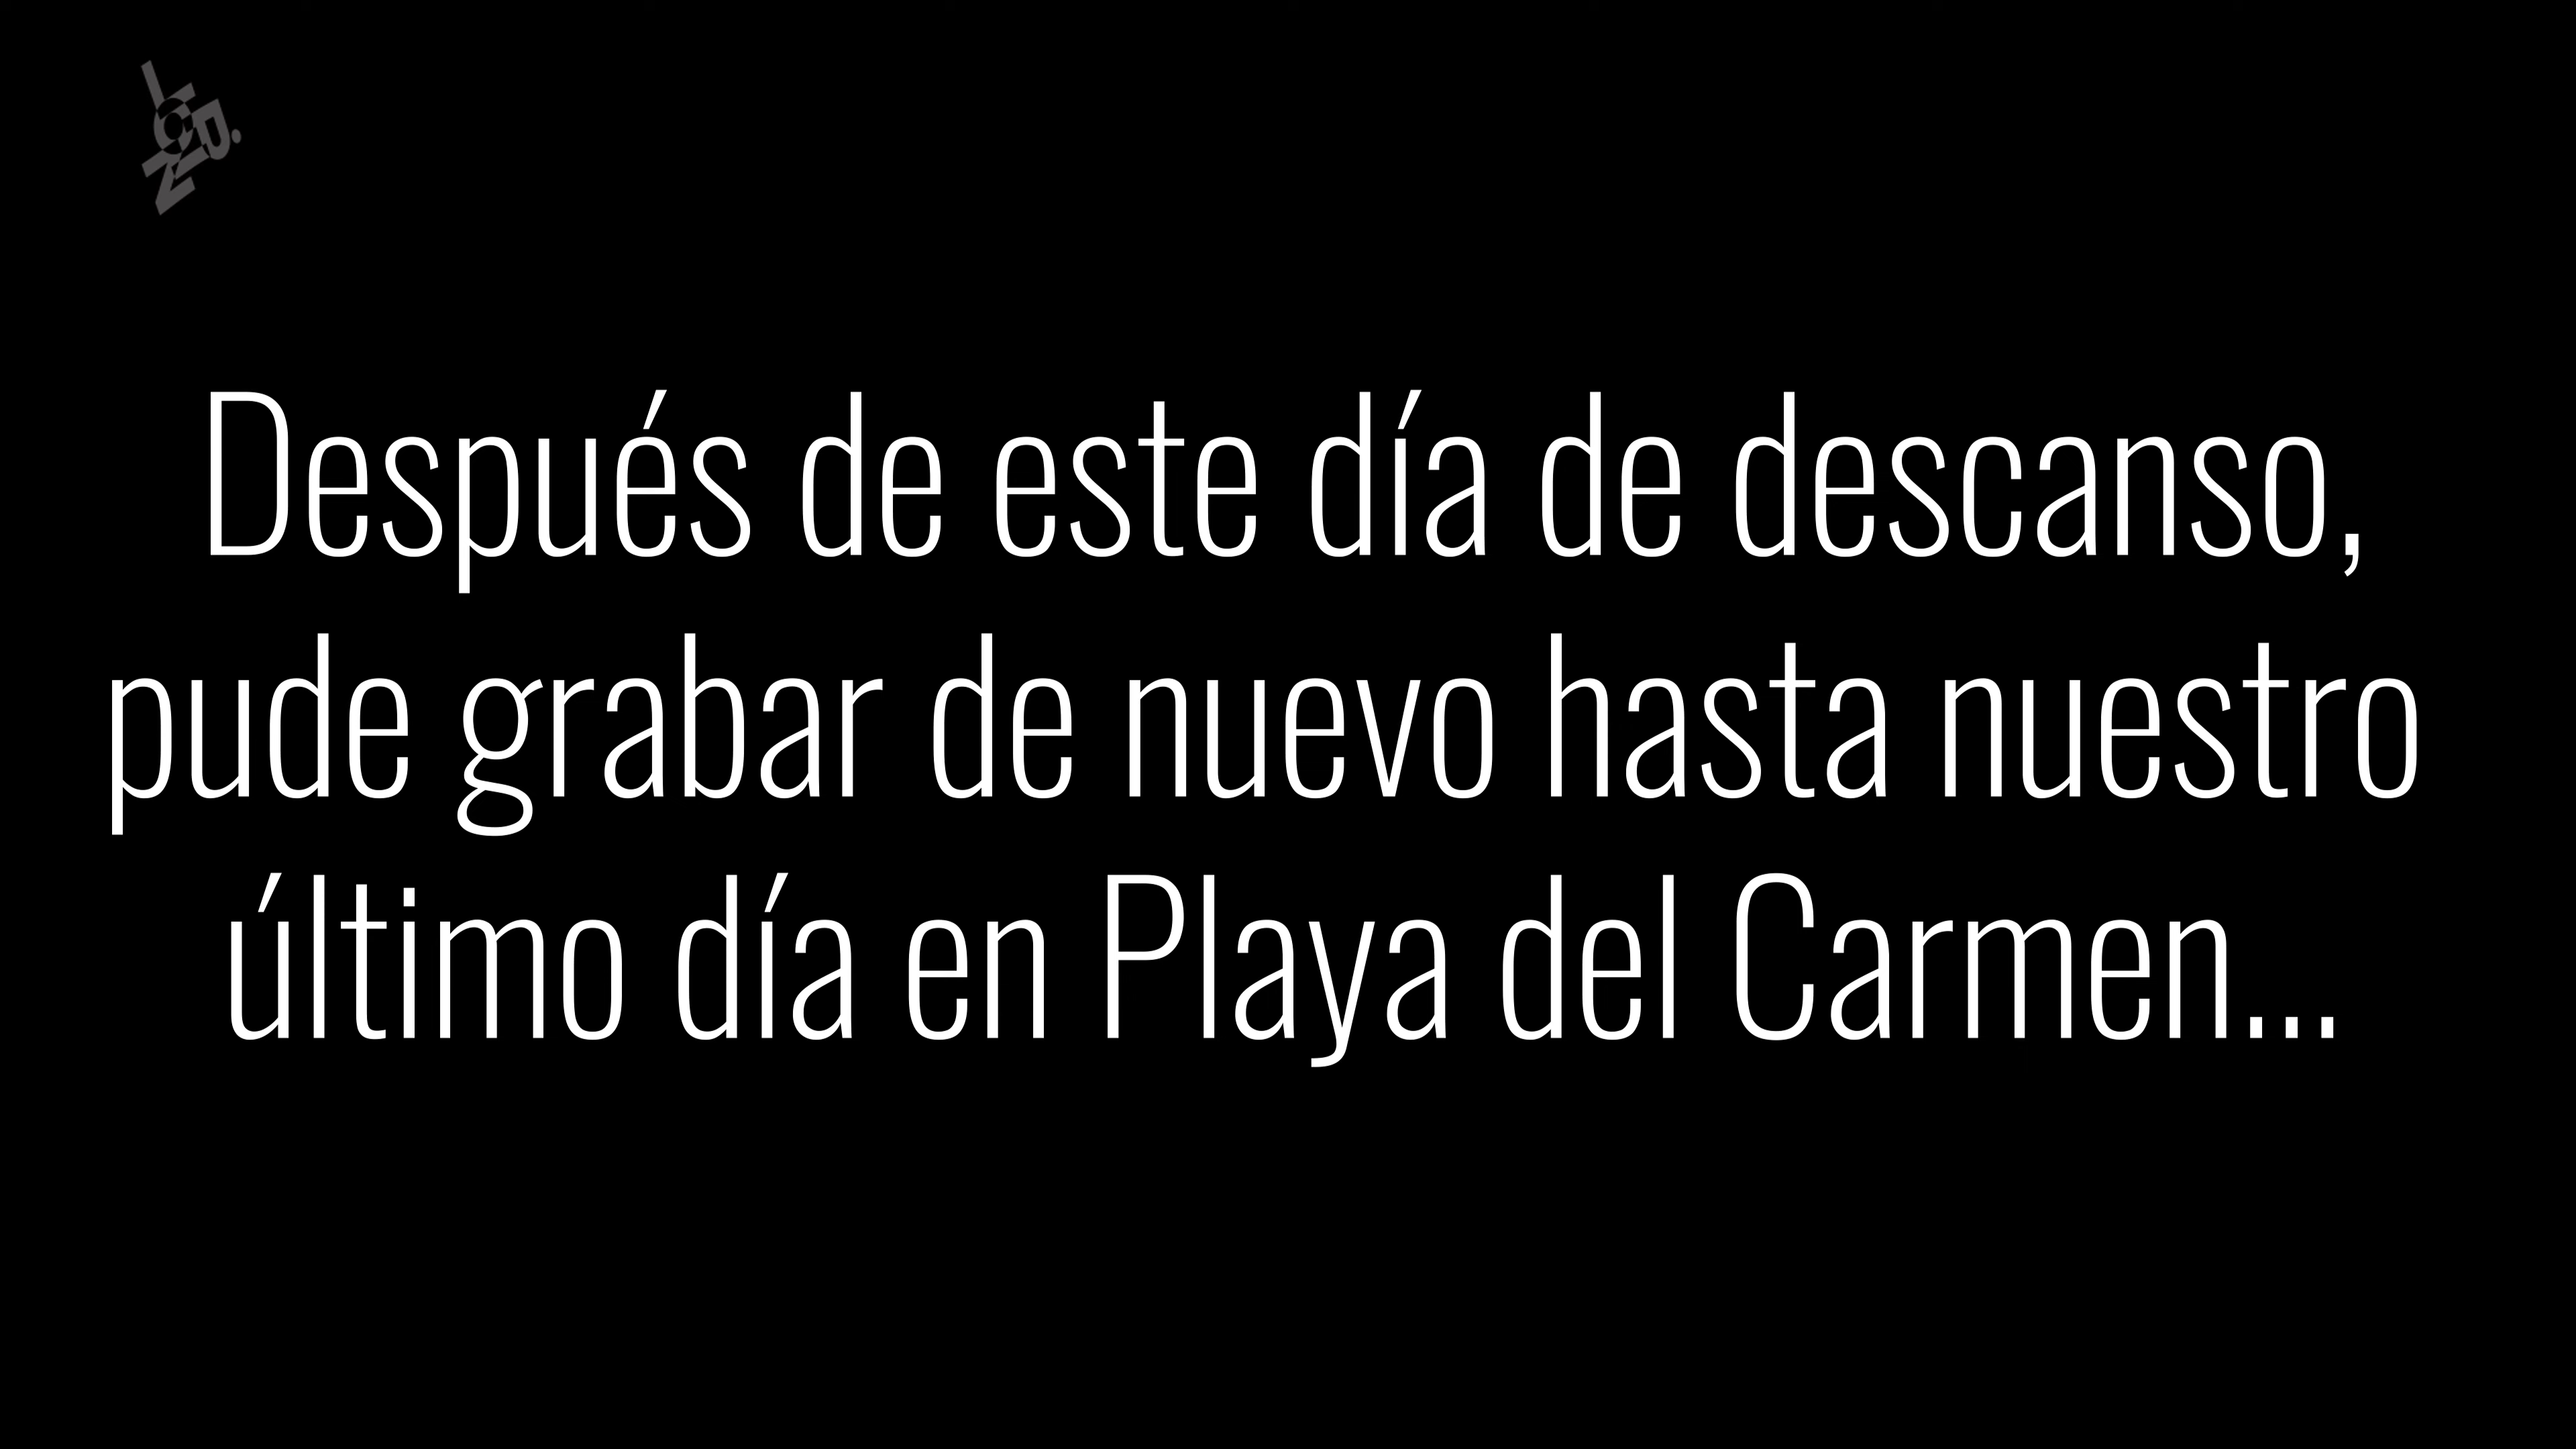 Después de este día de descanso,
pude grabar de nuevo hasta nuestro
último día en Playa del Carmen...